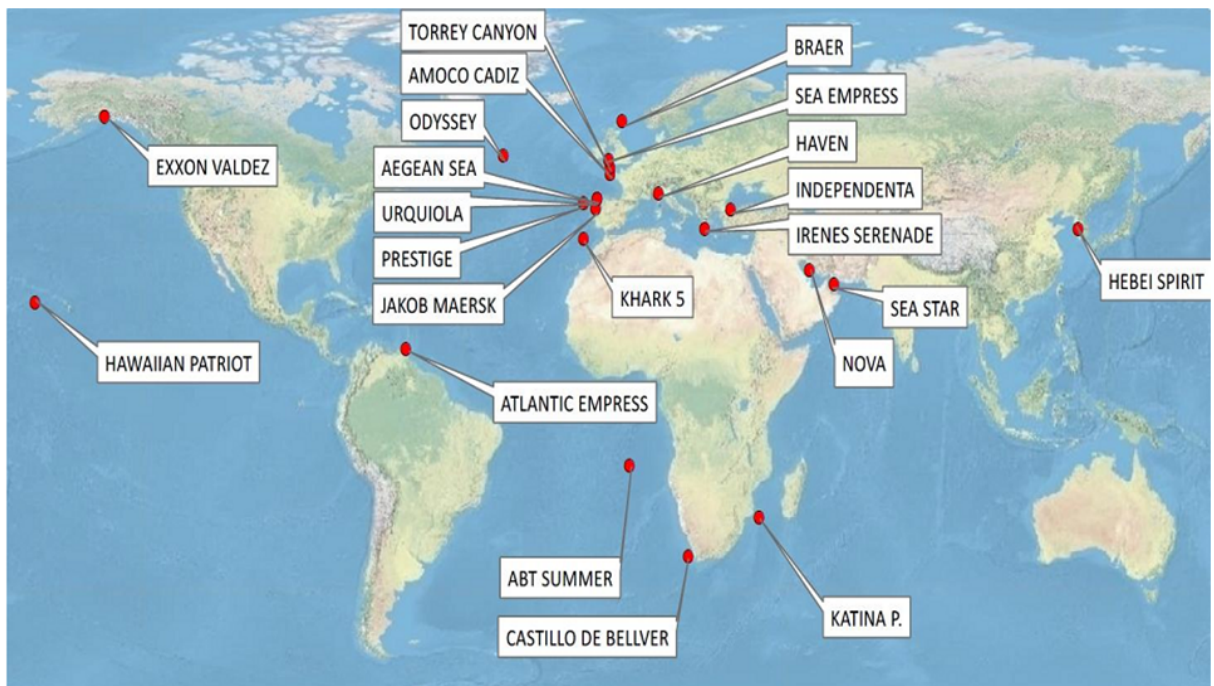 TORREY CANYON
BRAER
AMOCO CADIZ
SEA EMPRESS
ODYSSEY
HAVEN
EXXON VALDEZ
AEGEAN SEA
INDEPENDENTA
URQUIOLA
IRENES SERENADE
PRESTIGE
HEBEI SPIRIT
JAKOB MAERSK
KHARK 5
SEA STAR
HAWAIIAN PATRIOT
NOVA
ATLANTIC EMPRESS
ABT SUMMER
KATINA P.
CASTILLO DE BELLVER